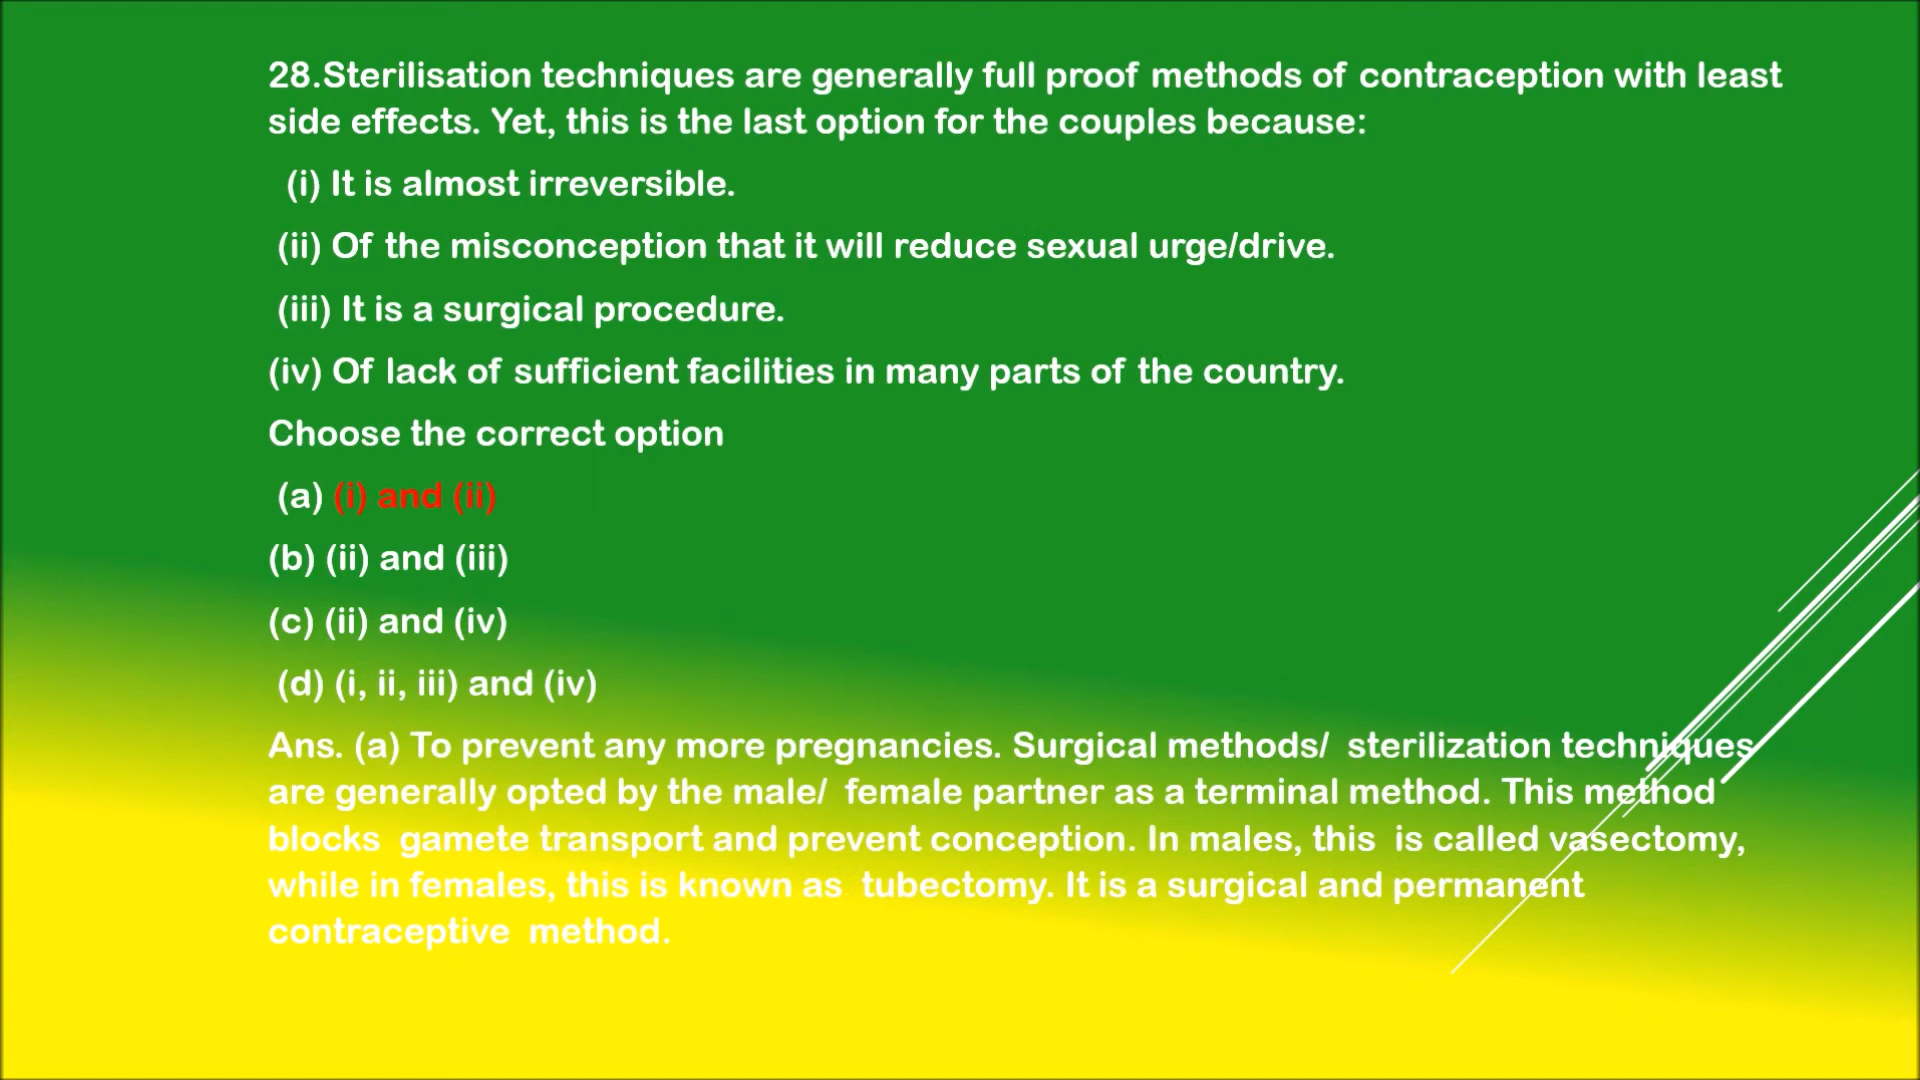 28.Sterilisation techniques are generally full proof methods of contraception with least
side effects. Yet, this is the last option for the couples because:
(i) It is almost irreversible.
(ii) Of the misconception that it will reduce sexual urge/drive.
(iii) It is a surgical procedure.
(iv) Of lack of sufficient facilities in many parts of the country.
Choose the correct option
(a) (i) and (ii)
(b) (ii) and (iii)
(c) (ii) and (iv)
(d) (i, ii, iii) and (iv)
Ans. (a) To prevent any more pregnancies. Surgical methods/ sterilization techniques
are generally opted by the male/ female partner as a terminal method. This method
blocks gamete transport and prevent conception. In males, this is called vasectomy,
while in females, this is known as tubectomy. It is a surgical and permanent
contraceptive method.